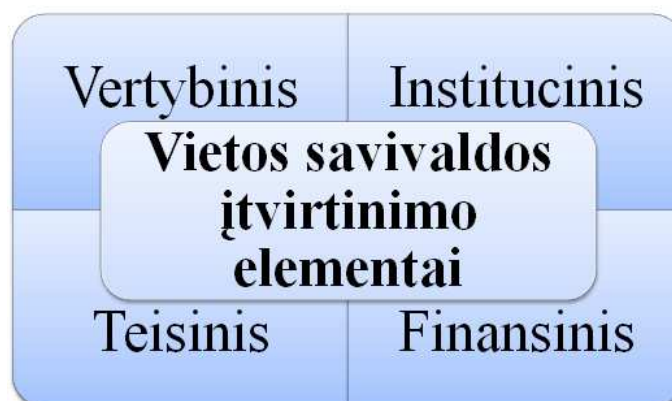 Vertybinis
Institucinis
Vietos savivaldos
įtvirtinimo
elementai
Teisinis
Finansinis